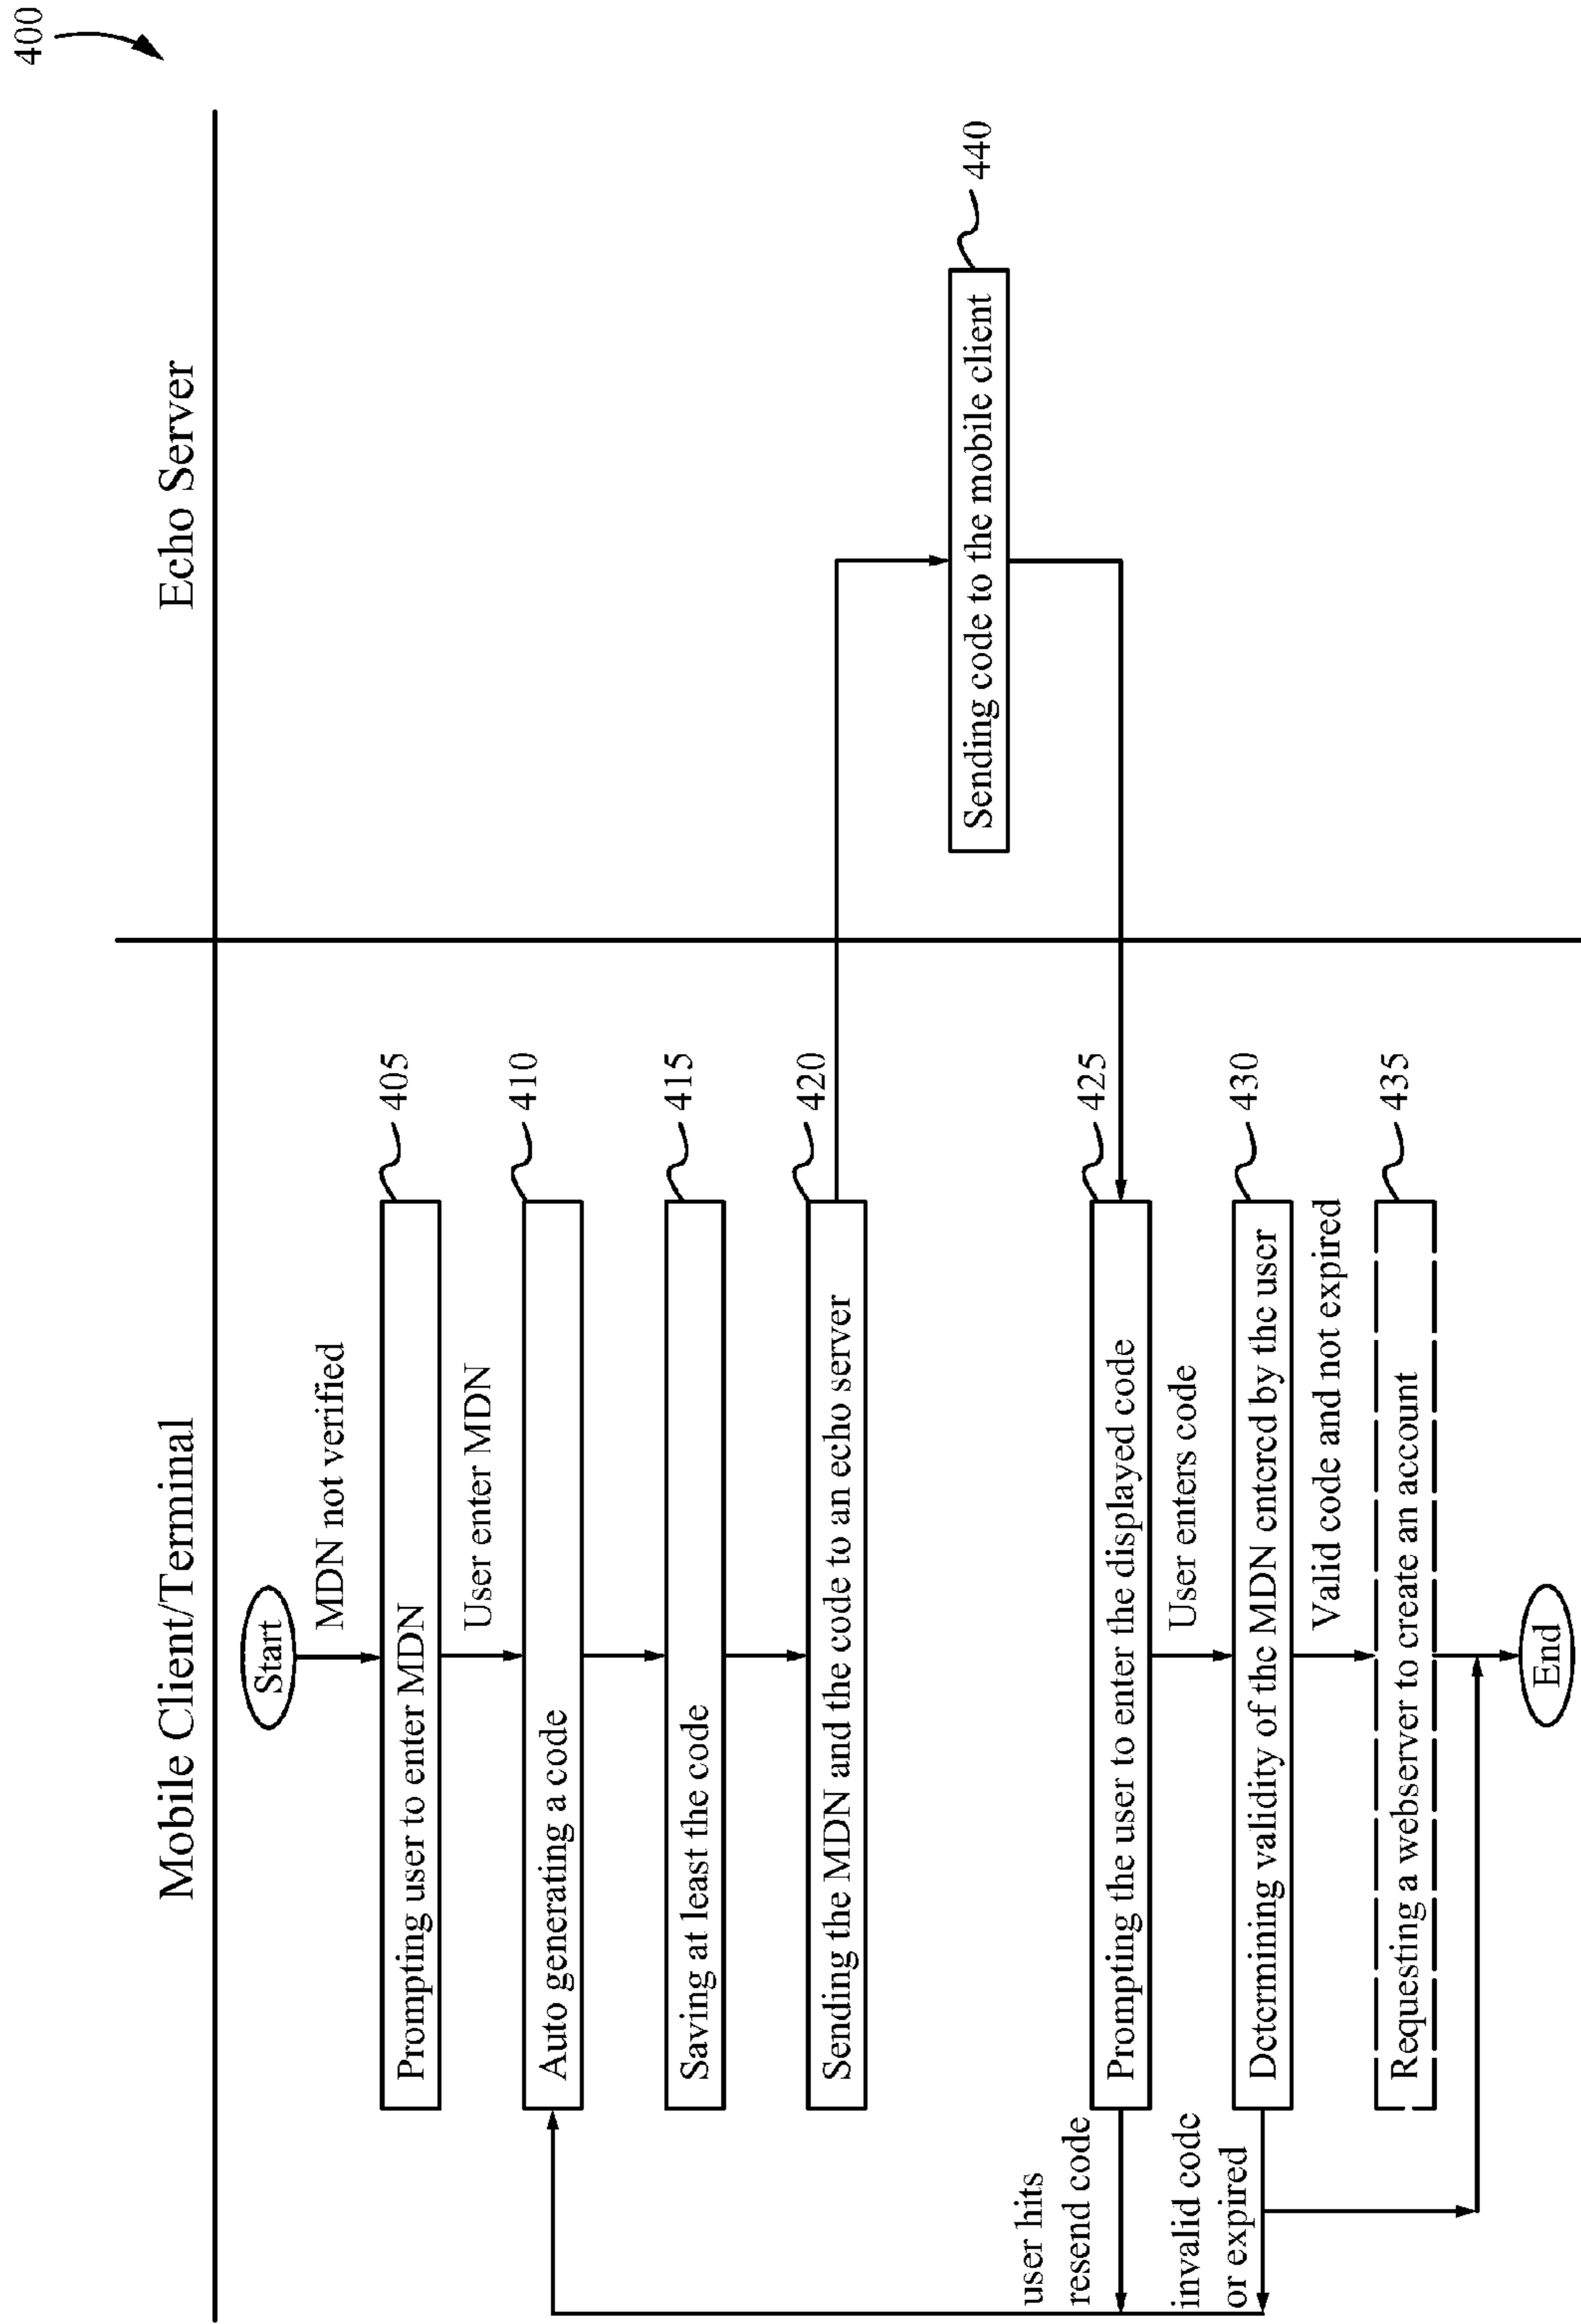 400
Mobile Client/Terminal
Echo Server
Start
MDN not verified
Prompting user to enter MDN
405
User enter MDN
Auto generating a code
410
Saving at least the code
415
Sending the MDN and the code to an echo server
420
Sending code to the mobile client
440
Prompting the user to enter the displayed code
425
user hits
resend code
User enters code
Determining validity of the MDN entered by the user
430
invalid code
or expired
Valid code and not expired
Requesting a webserver to create an account
435
End